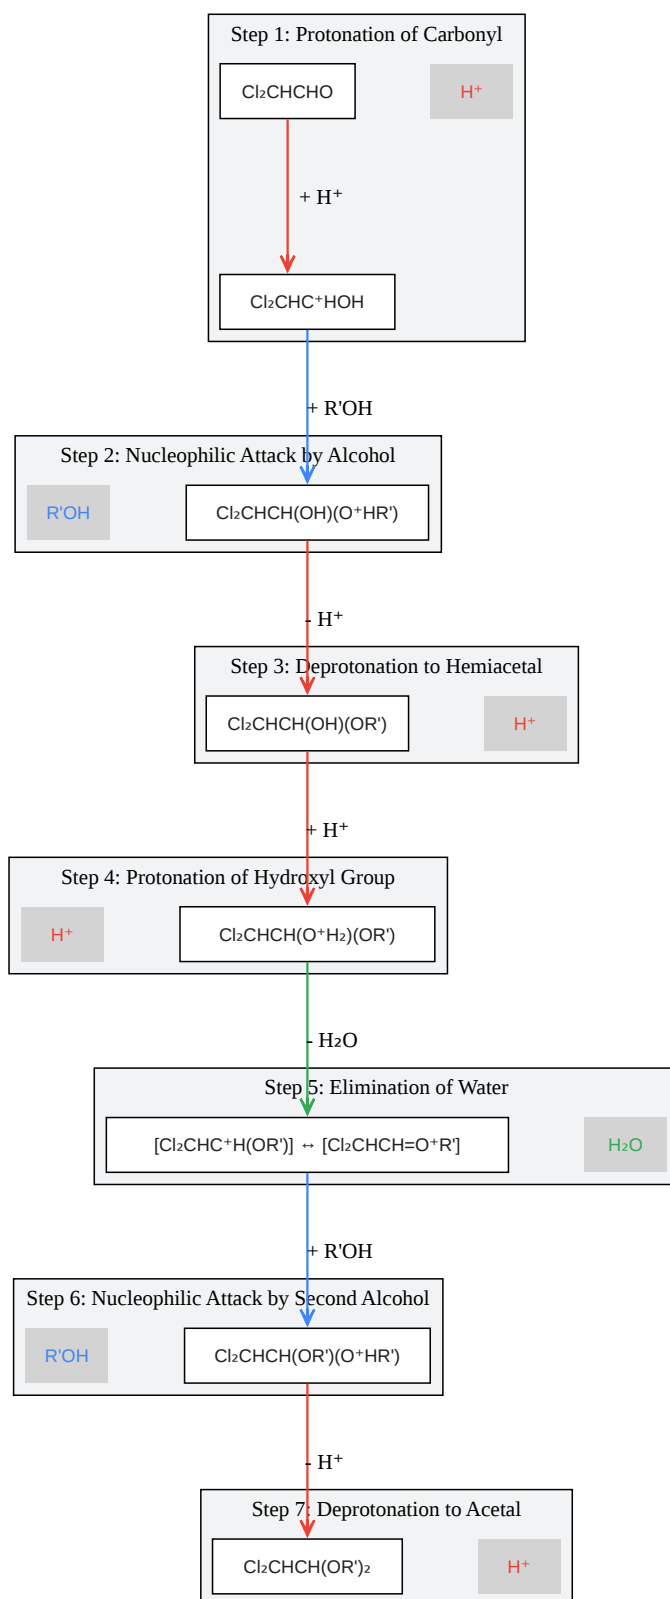 Step 1: Protonation of Carbonyl
Cl₂CHCHO
H⁺
+ H⁺
Cl₂CHC⁺HOH
+ R'OH
Step 2: Nucleophilic Attack by Alcohol
R'OH
Cl₂CHCH(OH)(O⁺HR')
- H⁺
Step 3: Deprotonation to Hemiacetal
Cl₂CHCH(OH)(OR')
H⁺
+ H⁺
Step 4: Protonation of Hydroxyl Group
H⁺
Cl₂CHCH(O⁺H₂)(OR')
- H₂O
Step 5: Elimination of Water
[Cl₂CHC⁺H(OR')] ↔ [Cl₂CHCH=O⁺R']
H₂O
+ R'OH
Step 6: Nucleophilic Attack by Second Alcohol
R'OH
Cl₂CHCH(OR')(O⁺HR')
- H⁺
Step 7: Deprotonation to Acetal
Cl₂CHCH(OR')₂
H⁺